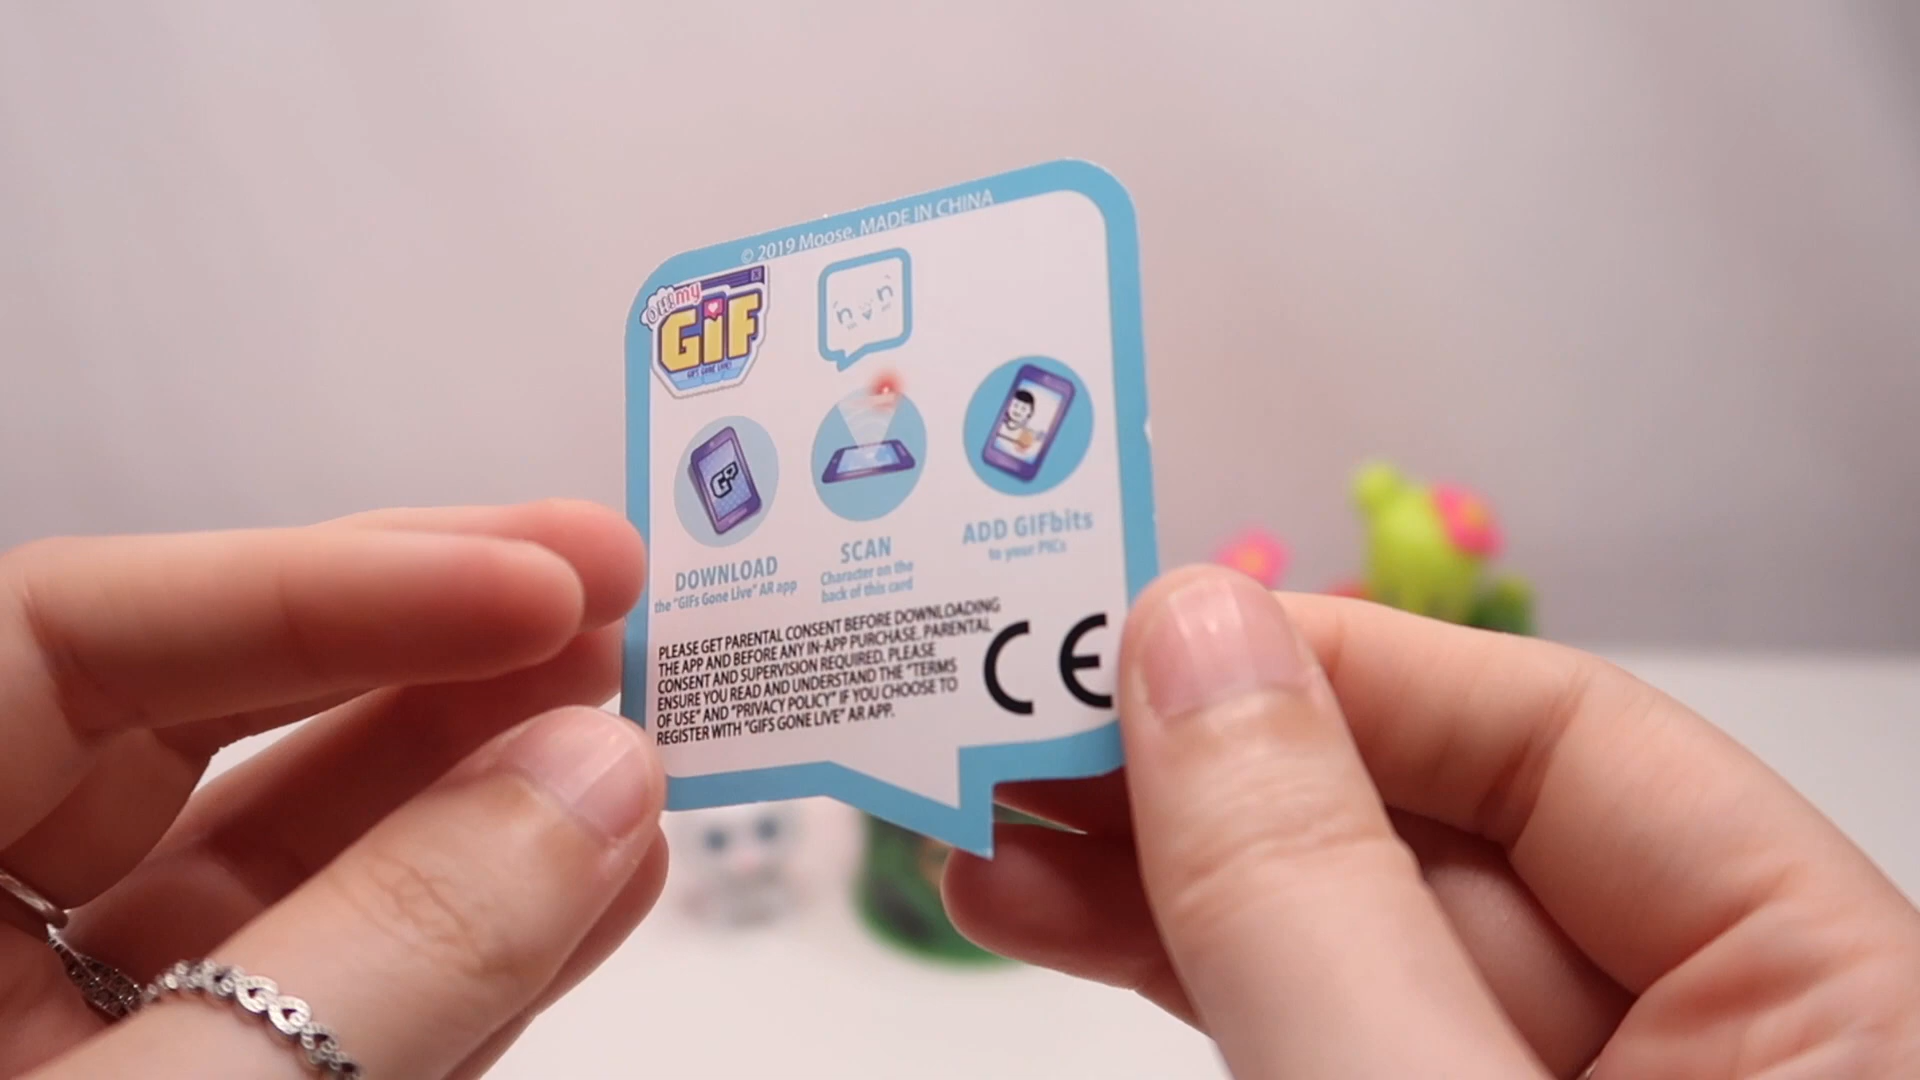 © 2019 Moose. MADE IN CHINA
OH! my
GiF
GIFS GONE LIVE!
DOWNLOAD
the "GIFs Gone Live" AR app
SCAN
Character on the
back of this card
ADD GIFbits
to your PICs
PLEASE GET PARENTAL CONSENT BEFORE DOWNLOADING
THE APP AND BEFORE ANY IN-APP PURCHASE. PARENTAL
CONSENT AND SUPERVISION REQUIRED. PLEASE
ENSURE YOU READ AND UNDERSTAND THE "TERMS
OF USE" AND "PRIVACY POLICY" IF YOU CHOOSE TO
REGISTER WITH "GIFS GONE LIVE" AR APP.
CE